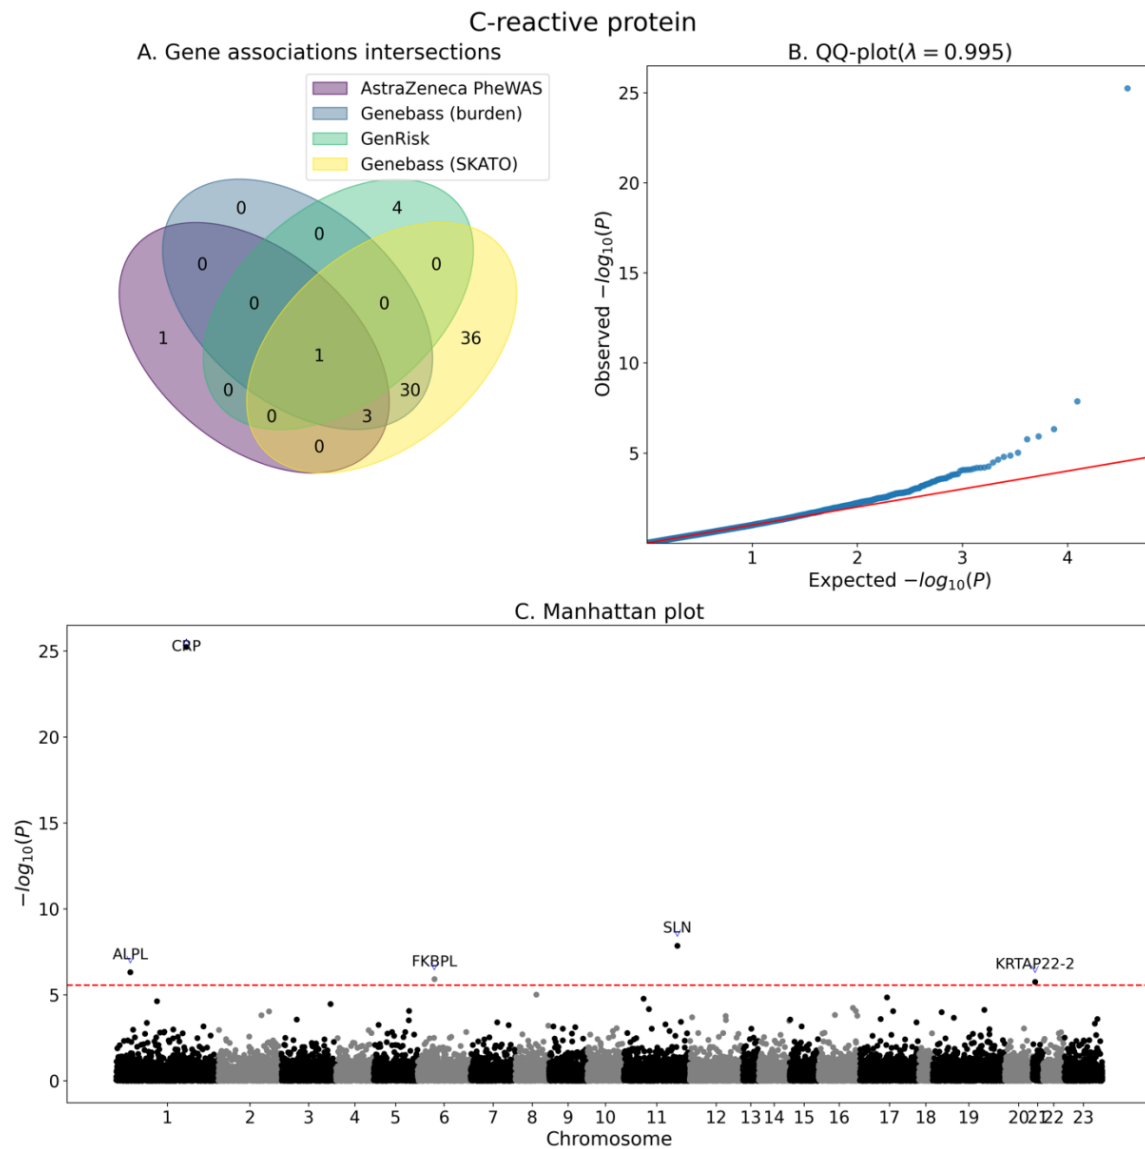 C-reactive protein
A. Gene associations intersections
AstraZeneca PheWAS
Genebass (burden)
GenRisk
Genebass (SKATO)
0
4
0
0
0
0
0
1
36
1
0
30
0
3
0
B. QQ-plot(λ = 0.995)
Observed −log₁₀(P)
25
20
15
10
5
1 2 3 4
Expected −log₁₀(P)
C. Manhattan plot
−log₁₀(P)
25
20
15
10
5
0
CRP
SLN
ALPL
FKBPL
KRTAP22-2
1 2 3 4 5 6 7 8 9 10 11 12 13 14 15 16 17 18 19 20 21 22 23
Chromosome